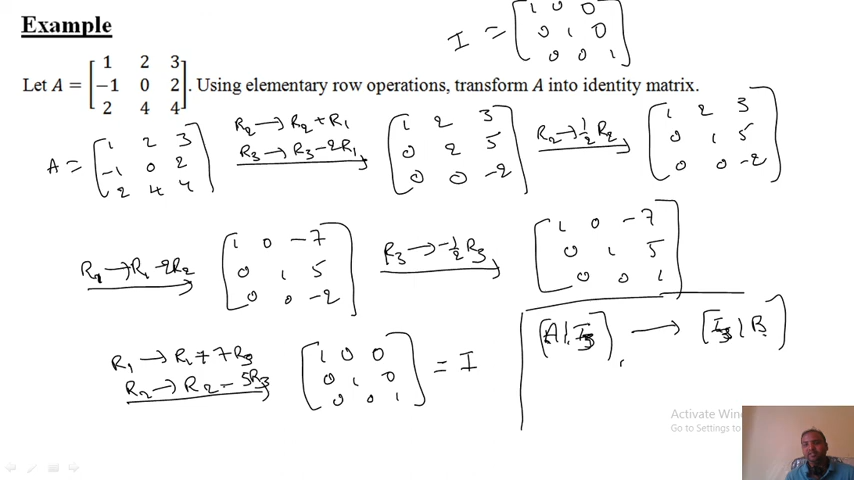 Example
I = [1 0 0
0 1 0
0 0 1]
Let A = [1 2 3
−1 0 2
2 4 4]. Using elementary row operations, transform A into identity matrix.
A = [1 2 3
-1 0 2
2 4 4]
R2 → R2 + R1
R3 → R3 - 2R1
[1 2 3
0 2 5
0 0 -2]
R2 → 1/2 R2
[1 2 3
0 1 5
0 0 -2]
R1 → R1 - 2R2
[1 0 -7
0 1 5
0 0 -2]
R3 → -1/2 R3
[1 0 -7
0 1 5
0 0 1]
R1 → R1 + 7R3
R2 → R2 - 5R3
[1 0 0
0 1 0
0 0 1] = I
[A | I3] → [I3 | B]
Activate Win
Go to Settings to